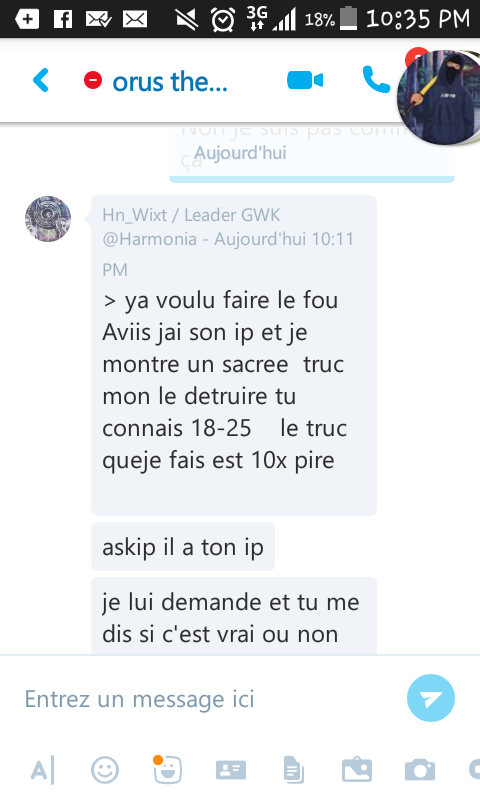 3G
18%
10:35 PM
orus the...
Non je suis pas comm
ça
Aujourd'hui
Hn_Wixt / Leader GWK
@Harmonia - Aujourd'hui 10:11
PM
> ya voulu faire le fou
Aviis jai son ip et je
montre un sacree truc
mon le detruire tu
connais 18-25 le truc
queje fais est 10x pire
askip il a ton ip
je lui demande et tu me
dis si c'est vrai ou non
Entrez un message ici
A